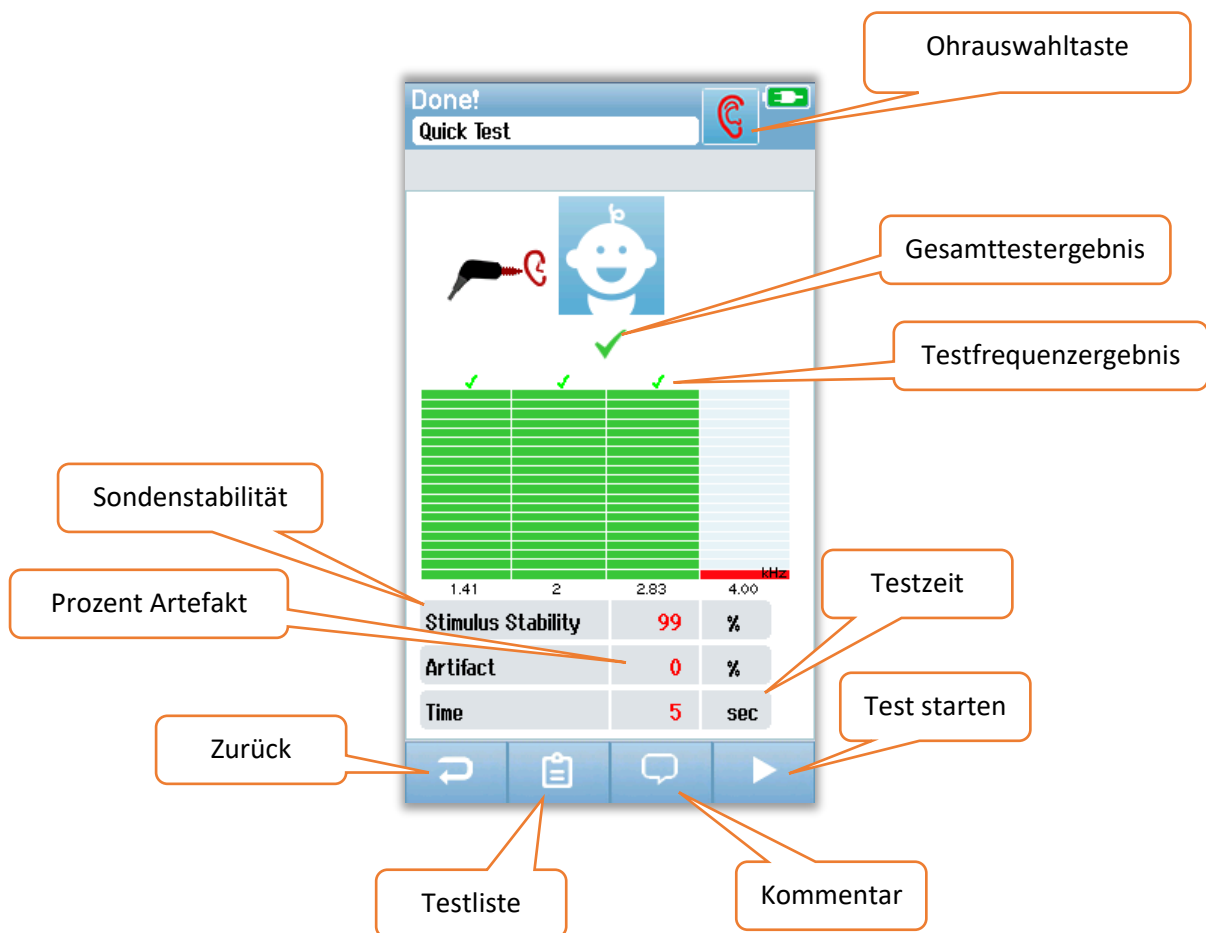 Ohrauswahltaste
Done!
Quick Test
Gesamttestergebnis
Testfrequenzergebnis
Sondenstabilität
kHz
1.41 2 2.83 4.00
Testzeit
Prozent Artefakt
Stimulus Stability 99 %
Artifact 0 %
Time 5 sec
Test starten
Zurück
Testliste
Kommentar